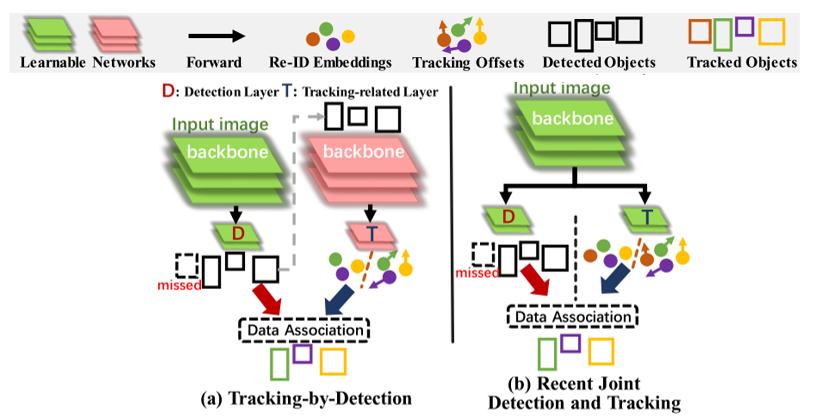 Learnable Networks
Forward
Re-ID Embeddings
Tracking Offsets
Detected Objects
Tracked Objects
D: Detection Layer T: Tracking-related Layer
Input image
backbone
backbone
D
T
missed
Data Association
(a) Tracking-by-Detection
Input image
backbone
D
T
missed
Data Association
(b) Recent Joint
Detection and Tracking